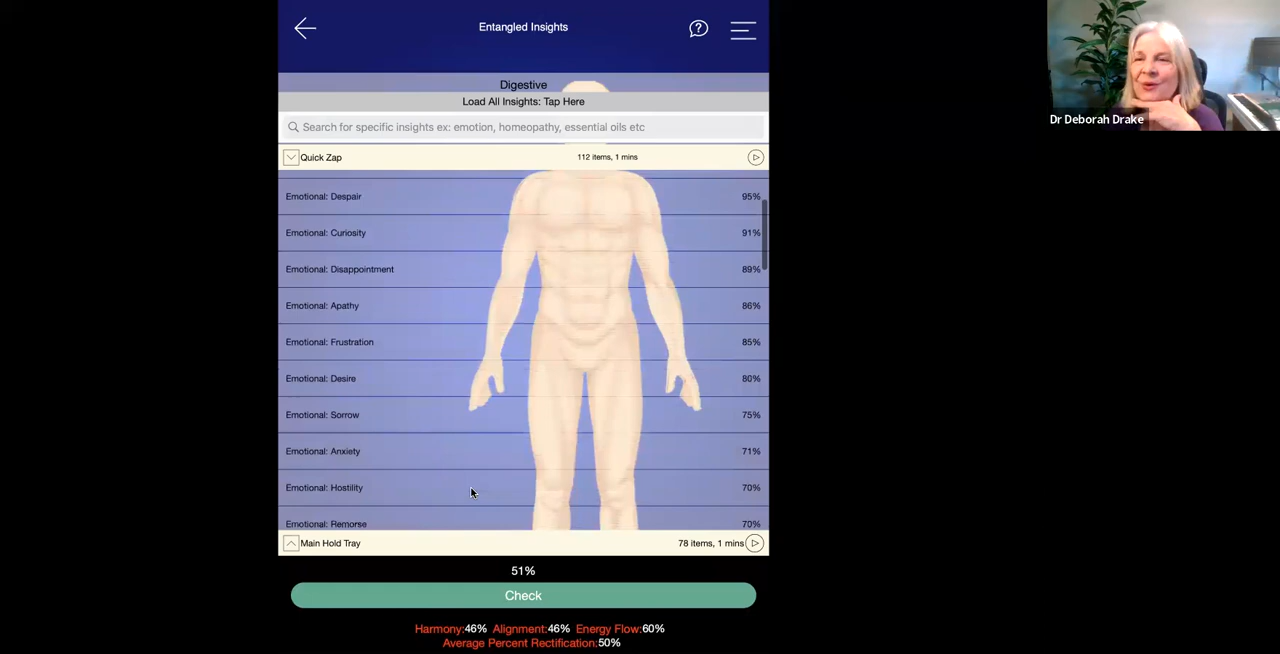 Entangled Insights
Digestive
Load All Insights: Tap Here
Search for specific insights ex: emotion, homeopathy, essential oils etc
Quick Zap 112 items, 1 mins
Emotional: Despair 95%
Emotional: Curiosity 91%
Emotional: Disappointment 89%
Emotional: Apathy 86%
Emotional: Frustration 85%
Emotional: Desire 80%
Emotional: Sorrow 75%
Emotional: Anxiety 71%
Emotional: Hostility 70%
Emotional: Remorse 70%
Main Hold Tray 78 items, 1 mins
51%
Check
Harmony:46% Alignment:46% Energy Flow:60%
Average Percent Rectification:50%
Dr Deborah Drake